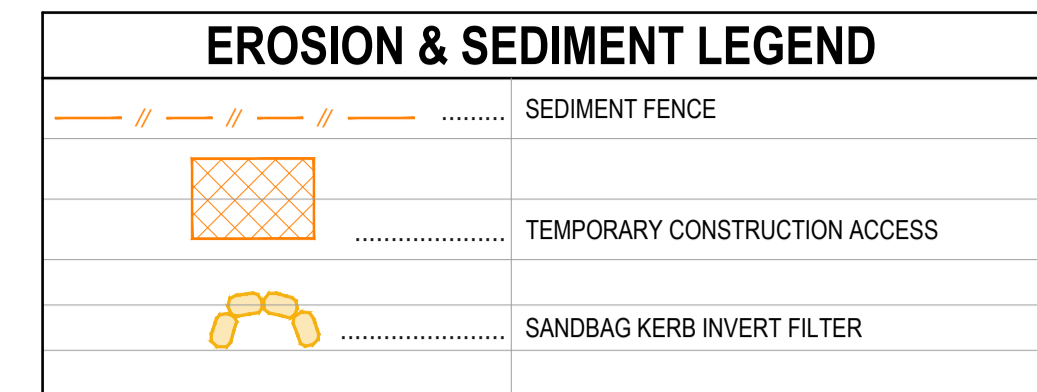 EROSION & SEDIMENT LEGEND
......... SEDIMENT FENCE
..................... TEMPORARY CONSTRUCTION ACCESS
....................... SANDBAG KERB INVERT FILTER